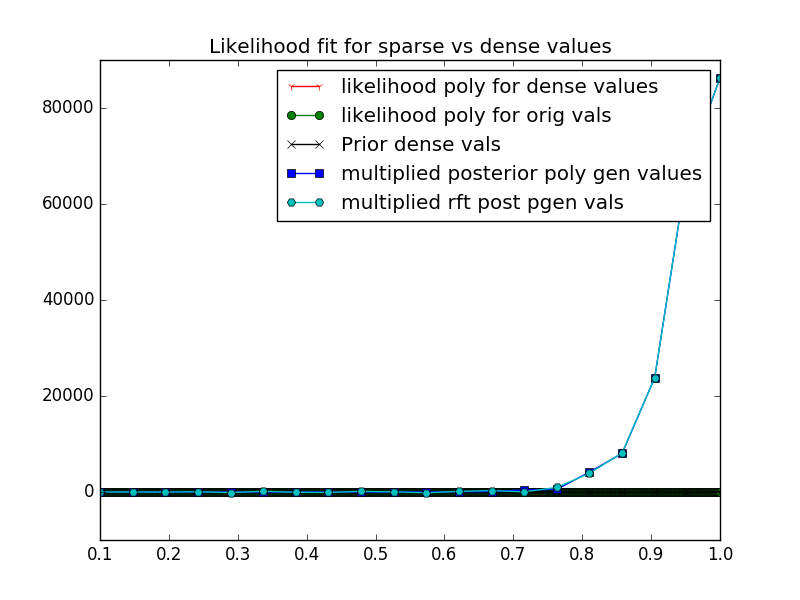 Likelihood fit for sparse vs dense values
likelihood poly for dense values
likelihood poly for orig vals
Prior dense vals
multiplied posterior poly gen values
multiplied rft post pgen vals
80000
60000
40000
20000
0
0.1 0.2 0.3 0.4 0.5 0.6 0.7 0.8 0.9 1.0